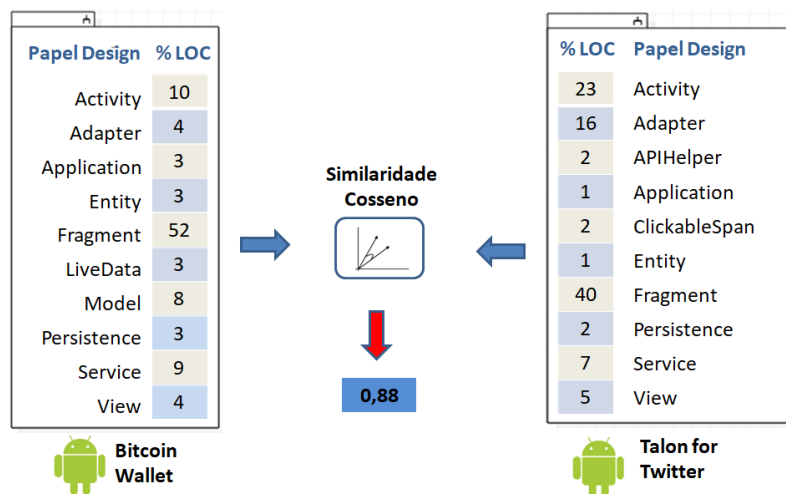 Papel Design % LOC
Activity 10
Adapter 4
Application 3
Entity 3
Fragment 52
LiveData 3
Model 8
Persistence 3
Service 9
View 4
Bitcoin
Wallet
Similaridade
Cosseno
0,88
% LOC Papel Design
23 Activity
16 Adapter
2 APIHelper
1 Application
2 ClickableSpan
1 Entity
40 Fragment
2 Persistence
7 Service
5 View
Talon for
Twitter